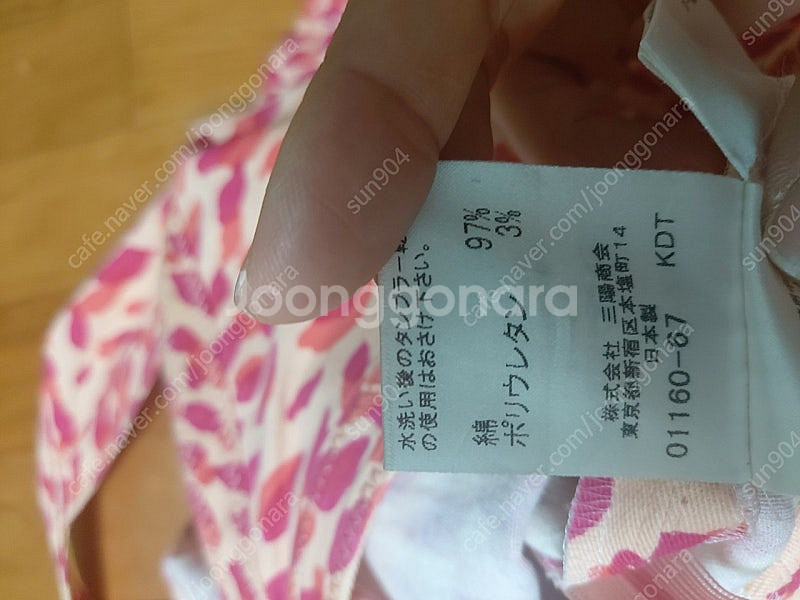 水洗い後のタンブラー乾
の使用はおさけ下さい。
綿 97%
ポリウレタン 3%
株式会社 三陽商会
東京都新宿区本塩町14
日本製
01160-67 KDT
Joonggonara
cafe.naver.com/joonggonara
sun904